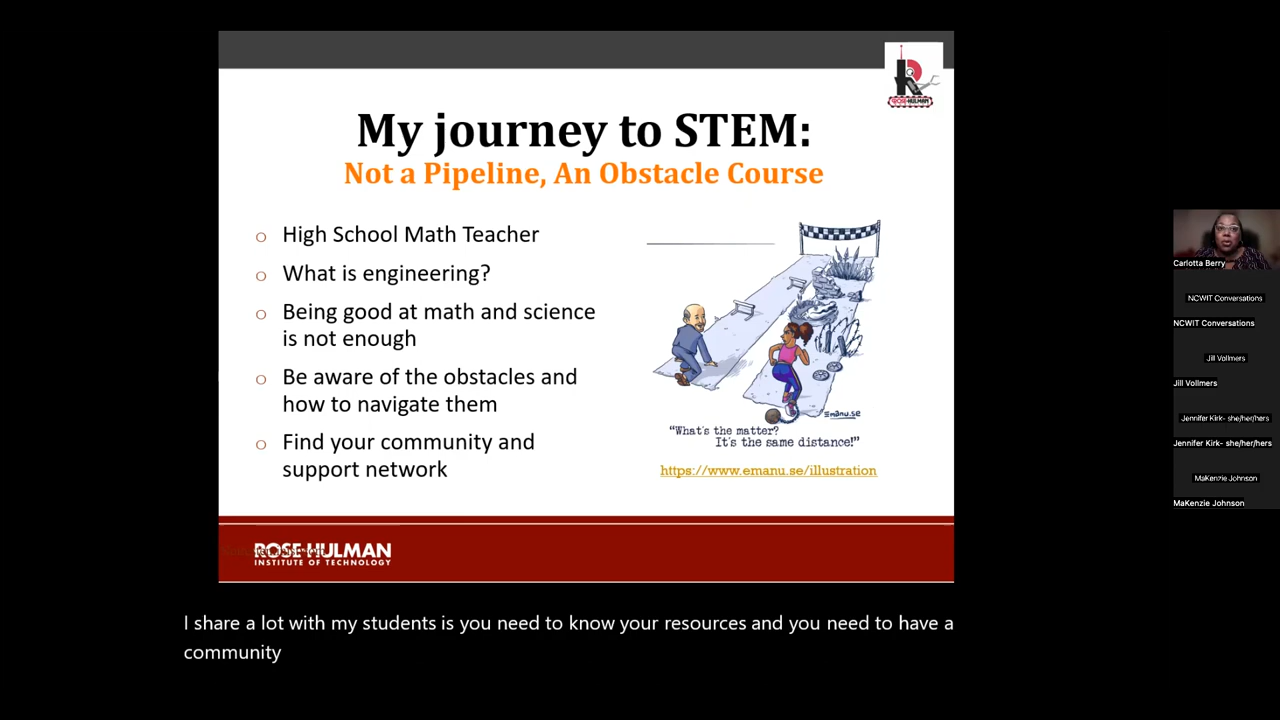 ROSE-HULMAN
My journey to STEM:
Not a Pipeline, An Obstacle Course
o High School Math Teacher
o What is engineering?
o Being good at math and science
is not enough
o Be aware of the obstacles and
how to navigate them
o Find your community and
support network
Emanu.se
"What's the matter?
It's the same distance!"
https://www.emanu.se/illustration
ROSE-HULMAN
INSTITUTE OF TECHNOLOGY
I share a lot with my students is you need to know your resources and you need to have a
community
Carlotta Berry
NCWIT Conversations
NCWIT Conversations
Jill Vollmers
Jill Vollmers
Jennifer Kirk- she/her/hers
Jennifer Kirk- she/her/hers
MaKenzie Johnson
MaKenzie Johnson